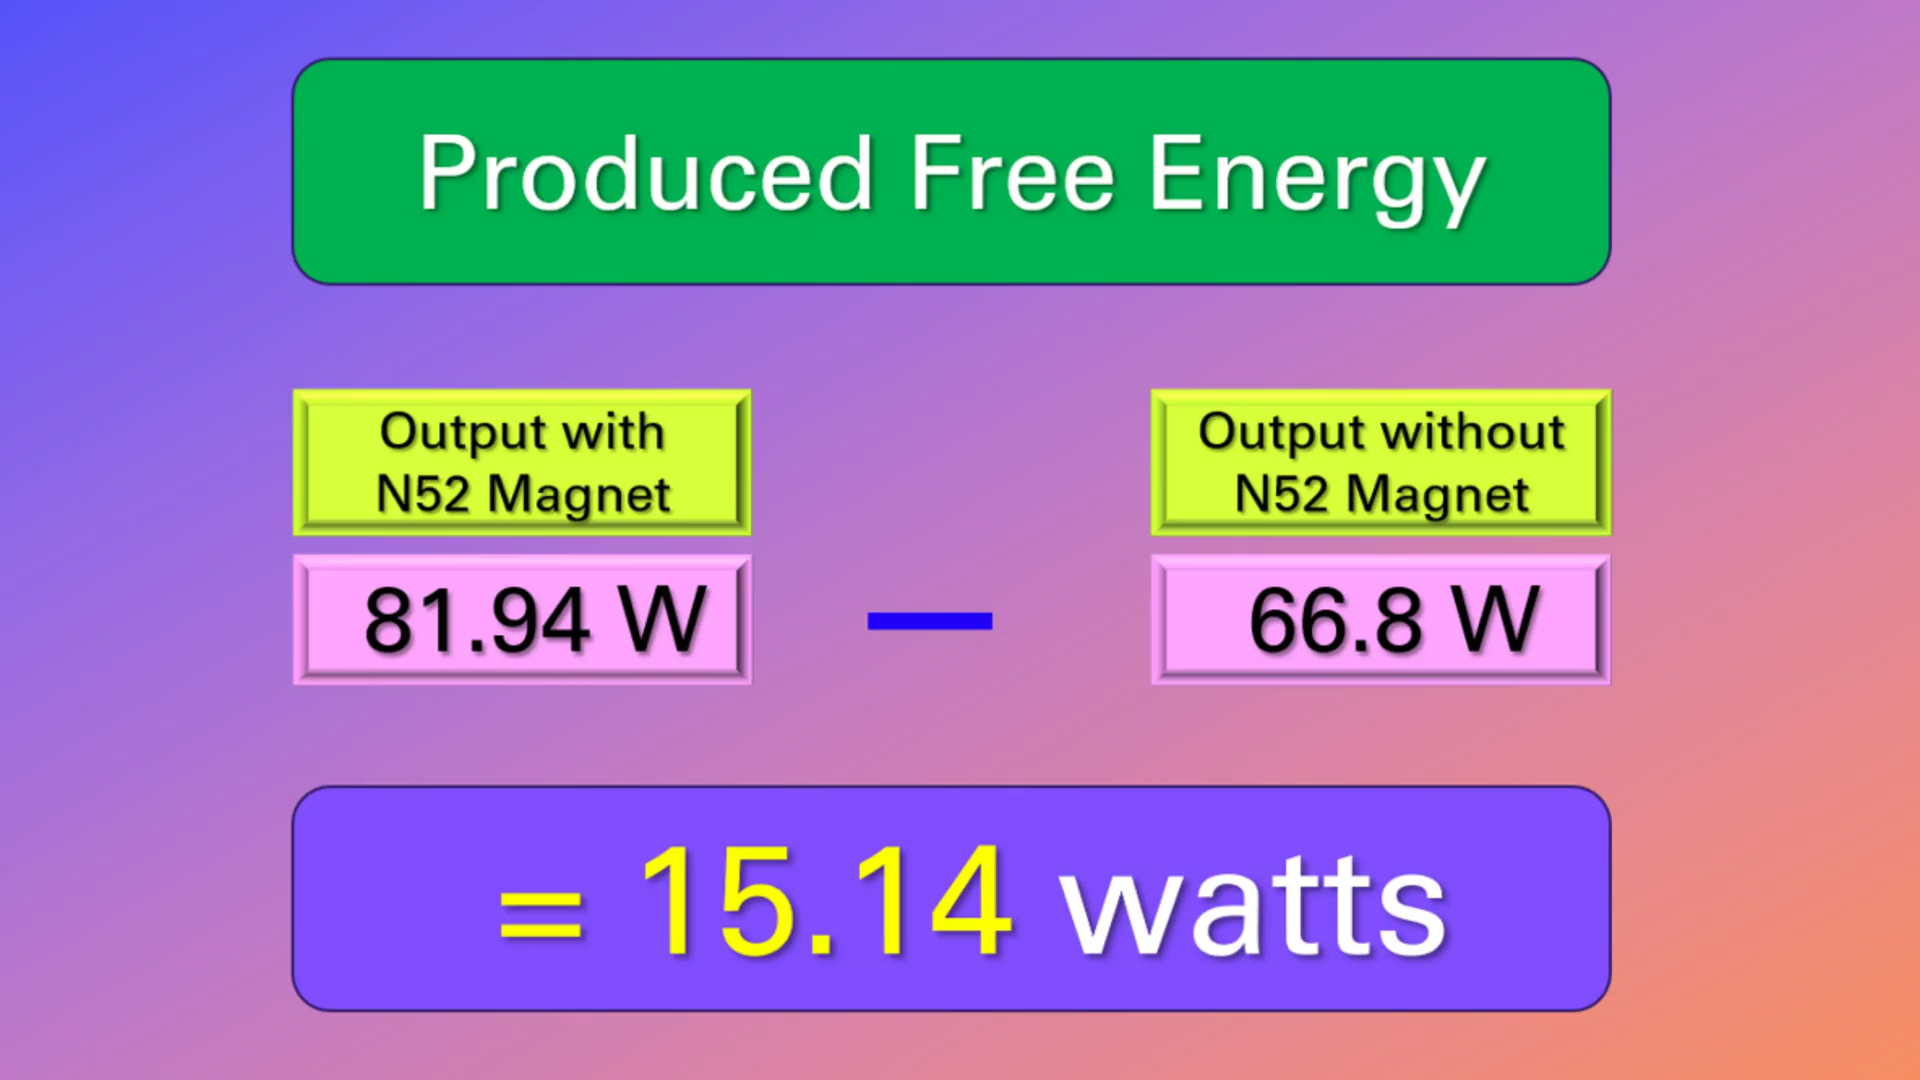 Produced Free Energy
Output with
N52 Magnet
Output without
N52 Magnet
81.94 W
—
66.8 W
= 15.14 watts